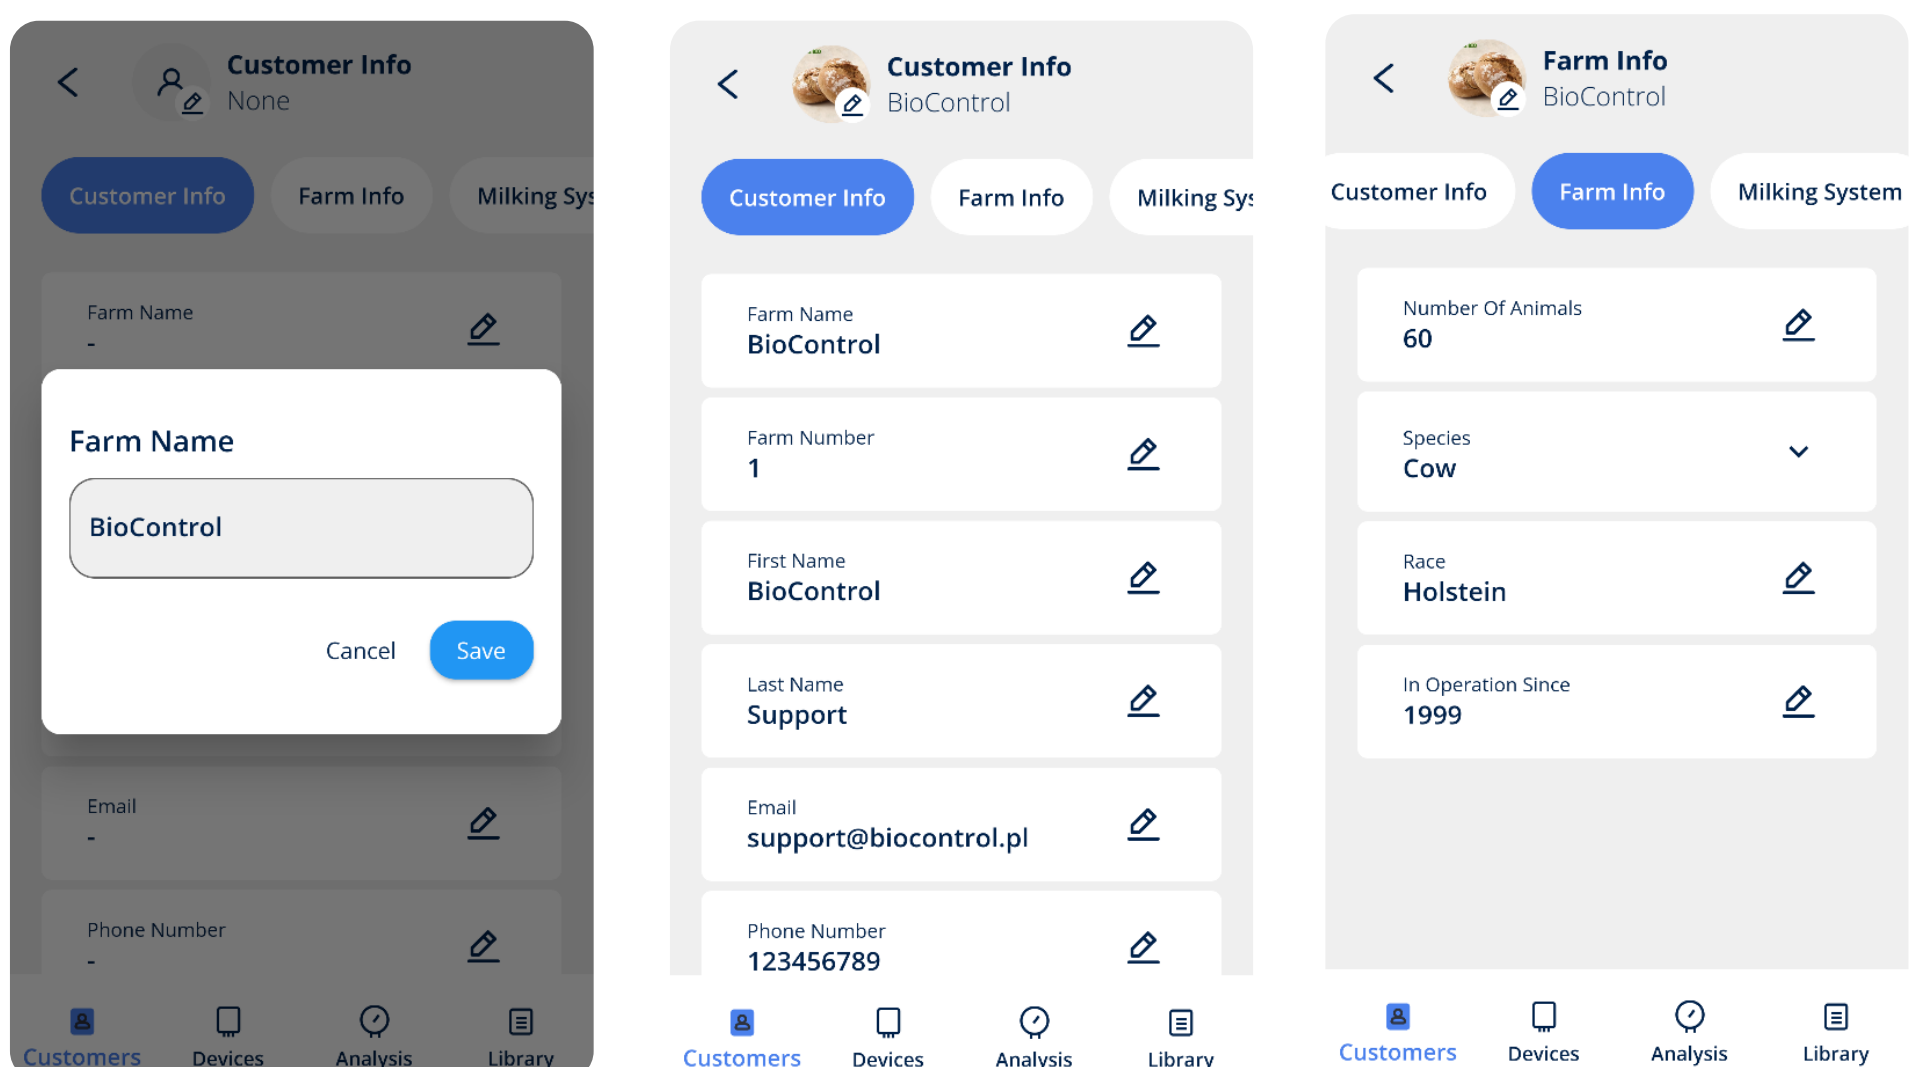 Customer Info
None
Customer Info
Farm Info
Milking Sys
Farm Name
-
Farm Name
BioControl
Cancel
Save
Email
-
Phone Number
-
Customers
Devices
Analysis
Library
Customer Info
BioControl
Customer Info
Farm Info
Milking Sys
Farm Name
BioControl
Farm Number
1
First Name
BioControl
Last Name
Support
Email
support@biocontrol.pl
Phone Number
123456789
Customers
Devices
Analysis
Library
Farm Info
BioControl
Customer Info
Farm Info
Milking System
Number Of Animals
60
Species
Cow
Race
Holstein
In Operation Since
1999
Customers
Devices
Analysis
Library